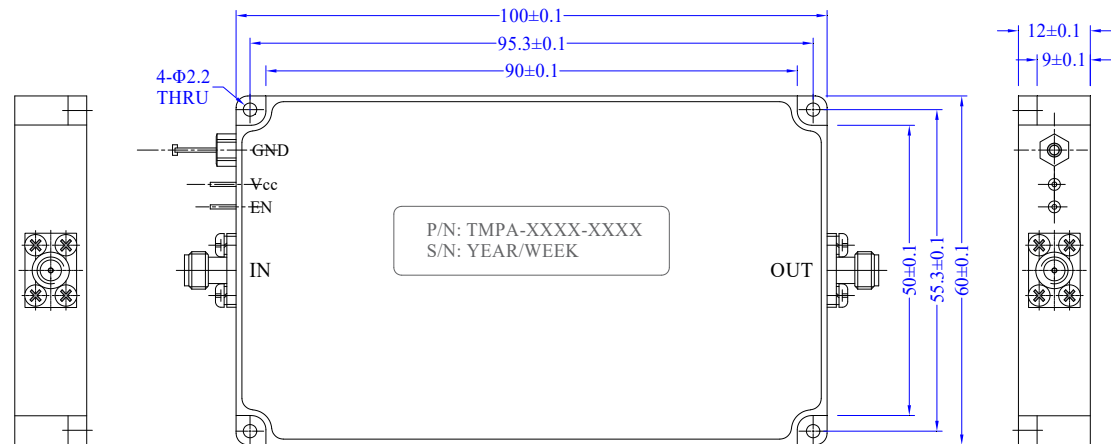 100±0.1
95.3±0.1
90±0.1
12±0.1
9±0.1
4-Φ2.2
THRU
GND
Vcc
EN
P/N: TMPA-XXXX-XXXX
S/N: YEAR/WEEK
IN
OUT
50±0.1
55.3±0.1
60±0.1